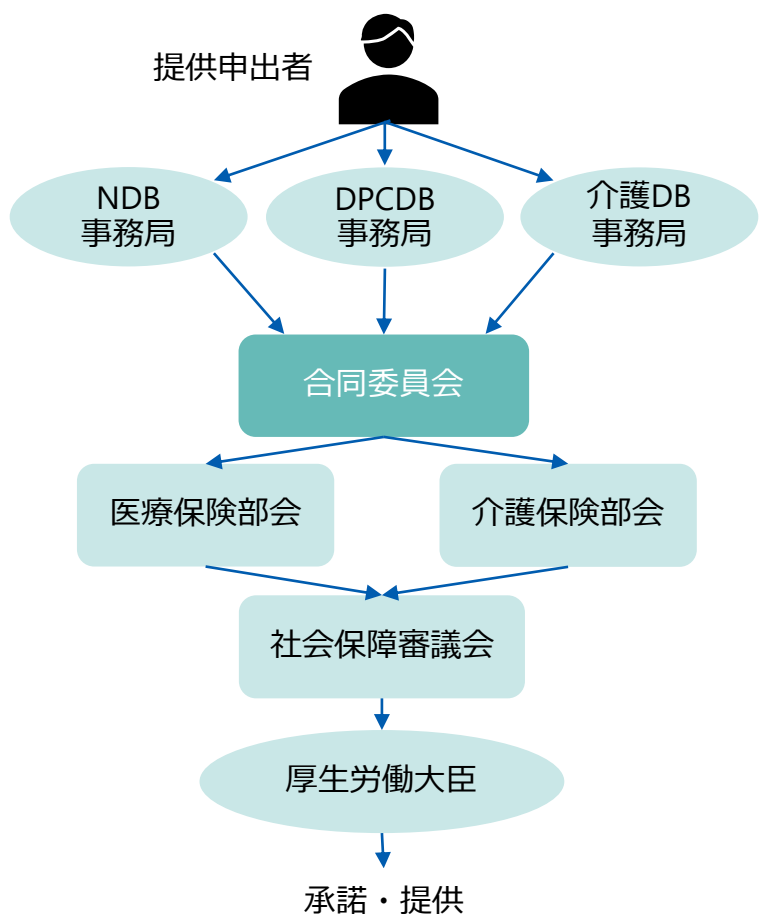 提供申出者
NDB
事務局
DPCDB
事務局
介護DB
事務局
合同委員会
医療保険部会
介護保険部会
社会保障審議会
厚生労働大臣
承諾・提供